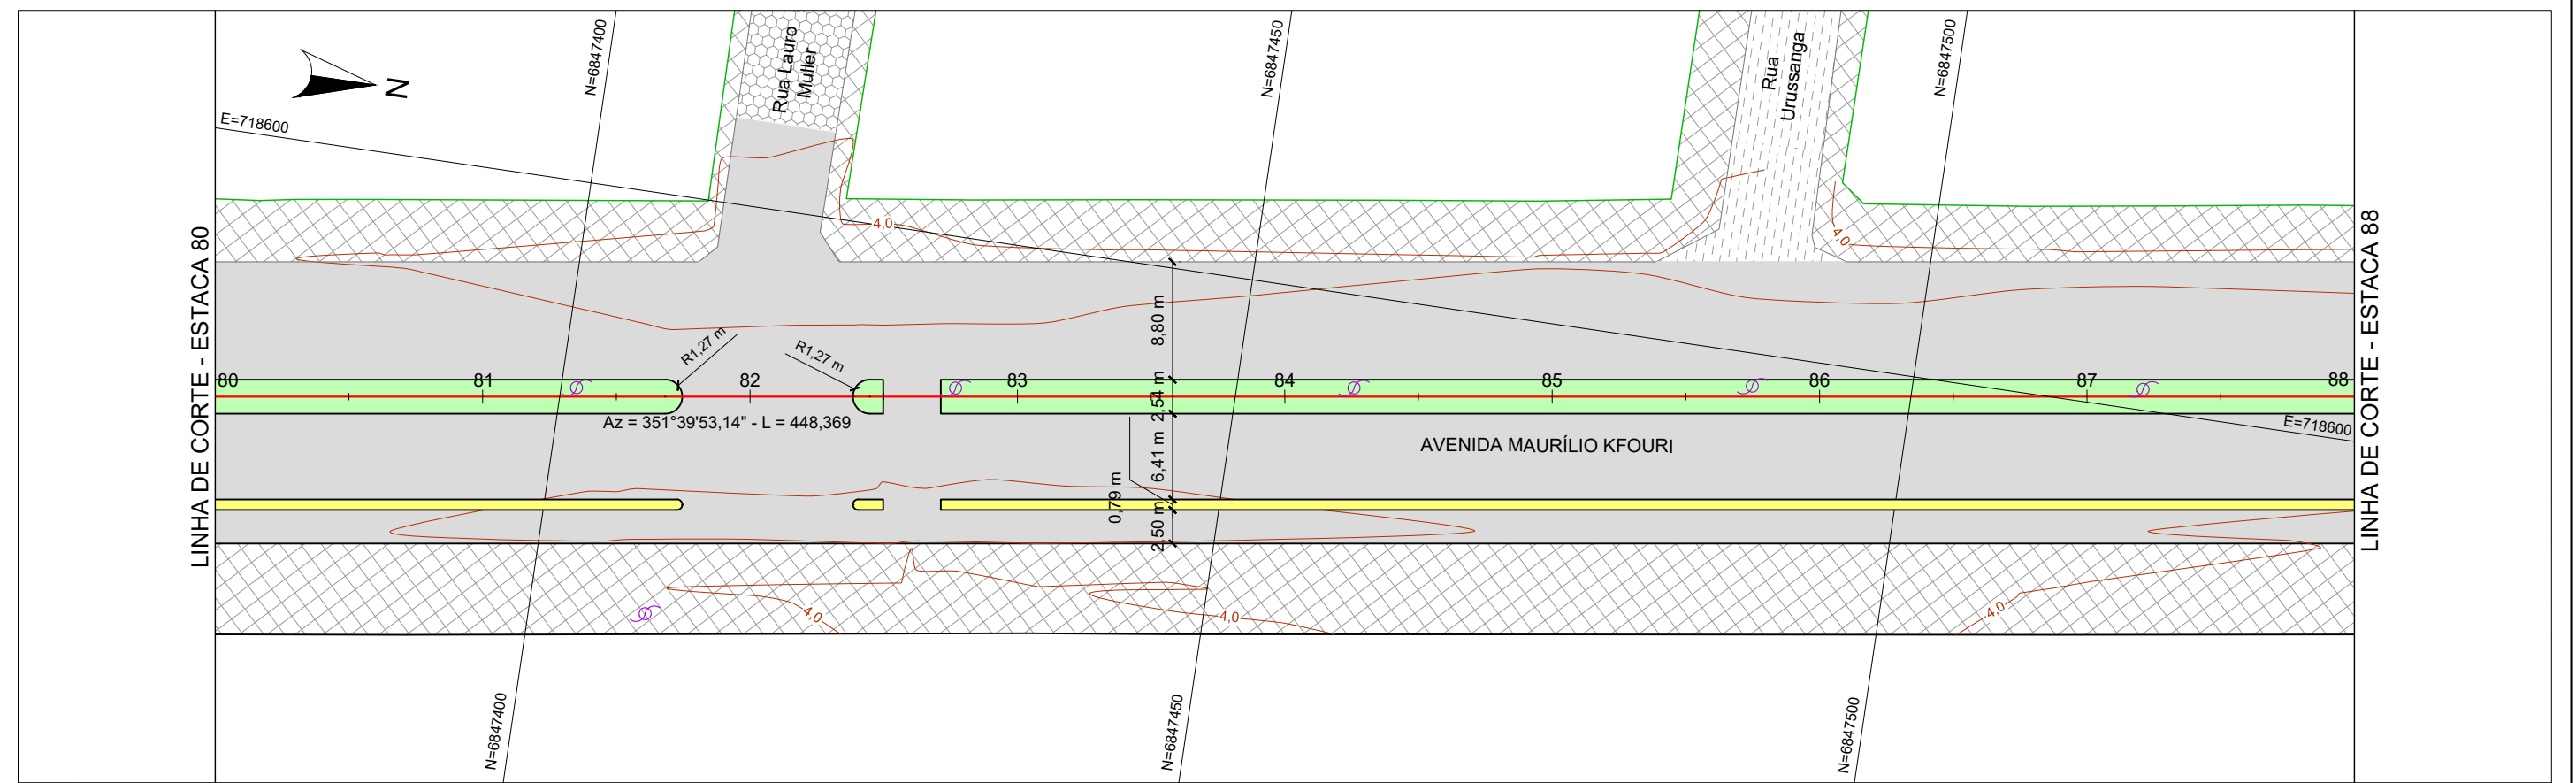 N=6847400
N=6847450
N=6847500
Rua Lauro
Muller
Rua
Urussanga
N
E=718600
4,0
4,0
LINHA DE CORTE - ESTACA 80
LINHA DE CORTE - ESTACA 88
8,80 m
R1,27 m
R1,27 m
80
81
82
83
84
85
86
87
88
2,54 m
Az = 351°39'53,14" - L = 448,369
E=718600
AVENIDA MAURÍLIO KFOURI
6,41 m
0,79 m
2,50 m
4,0
4,0
4,0
N=6847400
N=6847450
N=6847500